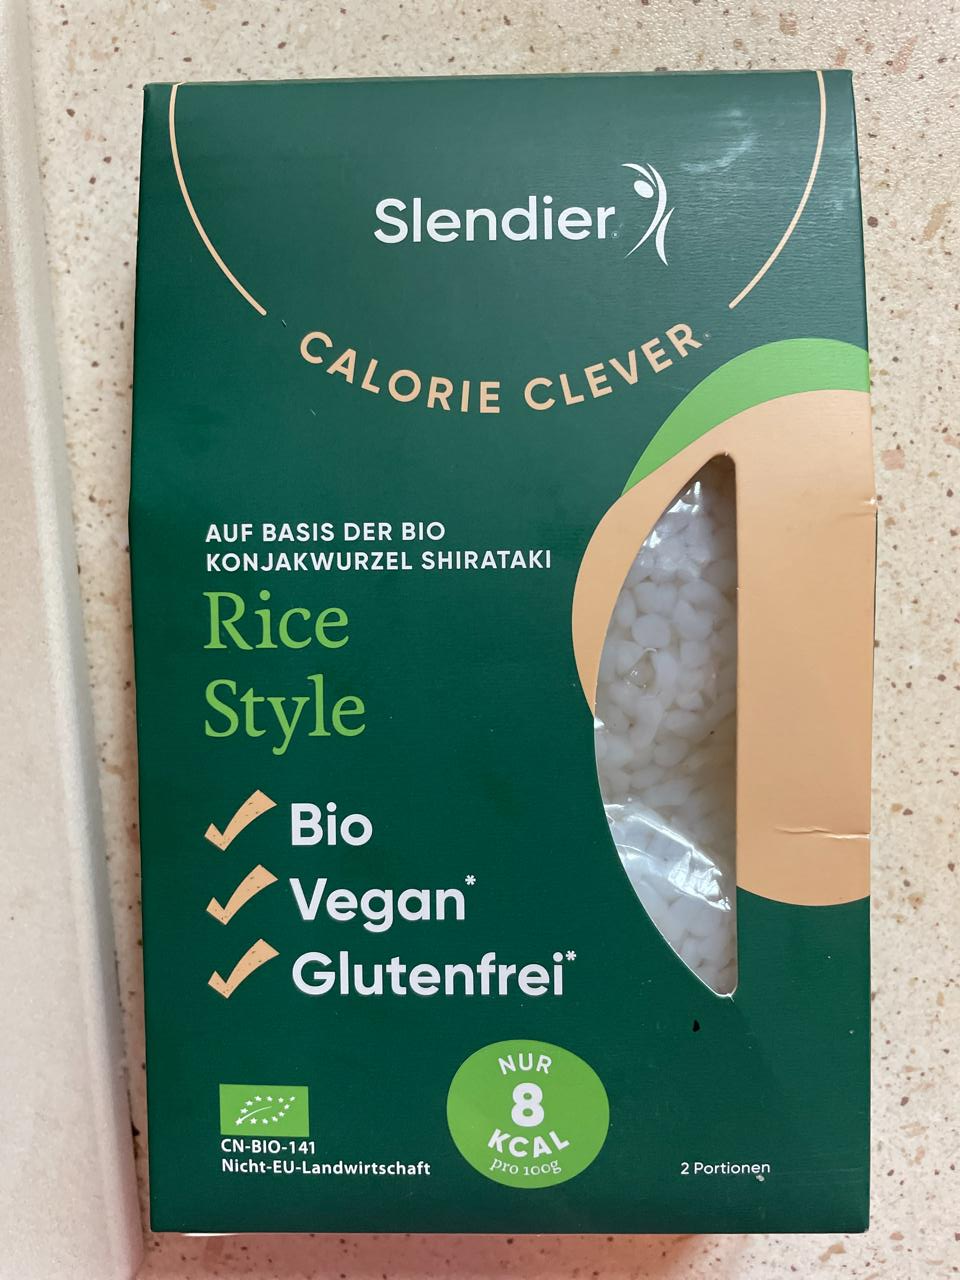 Slendier
CALORIE CLEVER
AUF BASIS DER BIO
KONJAKWURZEL SHIRATAKI
Rice
Style
Bio
Vegan*
Glutenfrei*
NUR
8
KCAL
pro 100g
CN-BIO-141
Nicht-EU-Landwirtschaft
2 Portionen